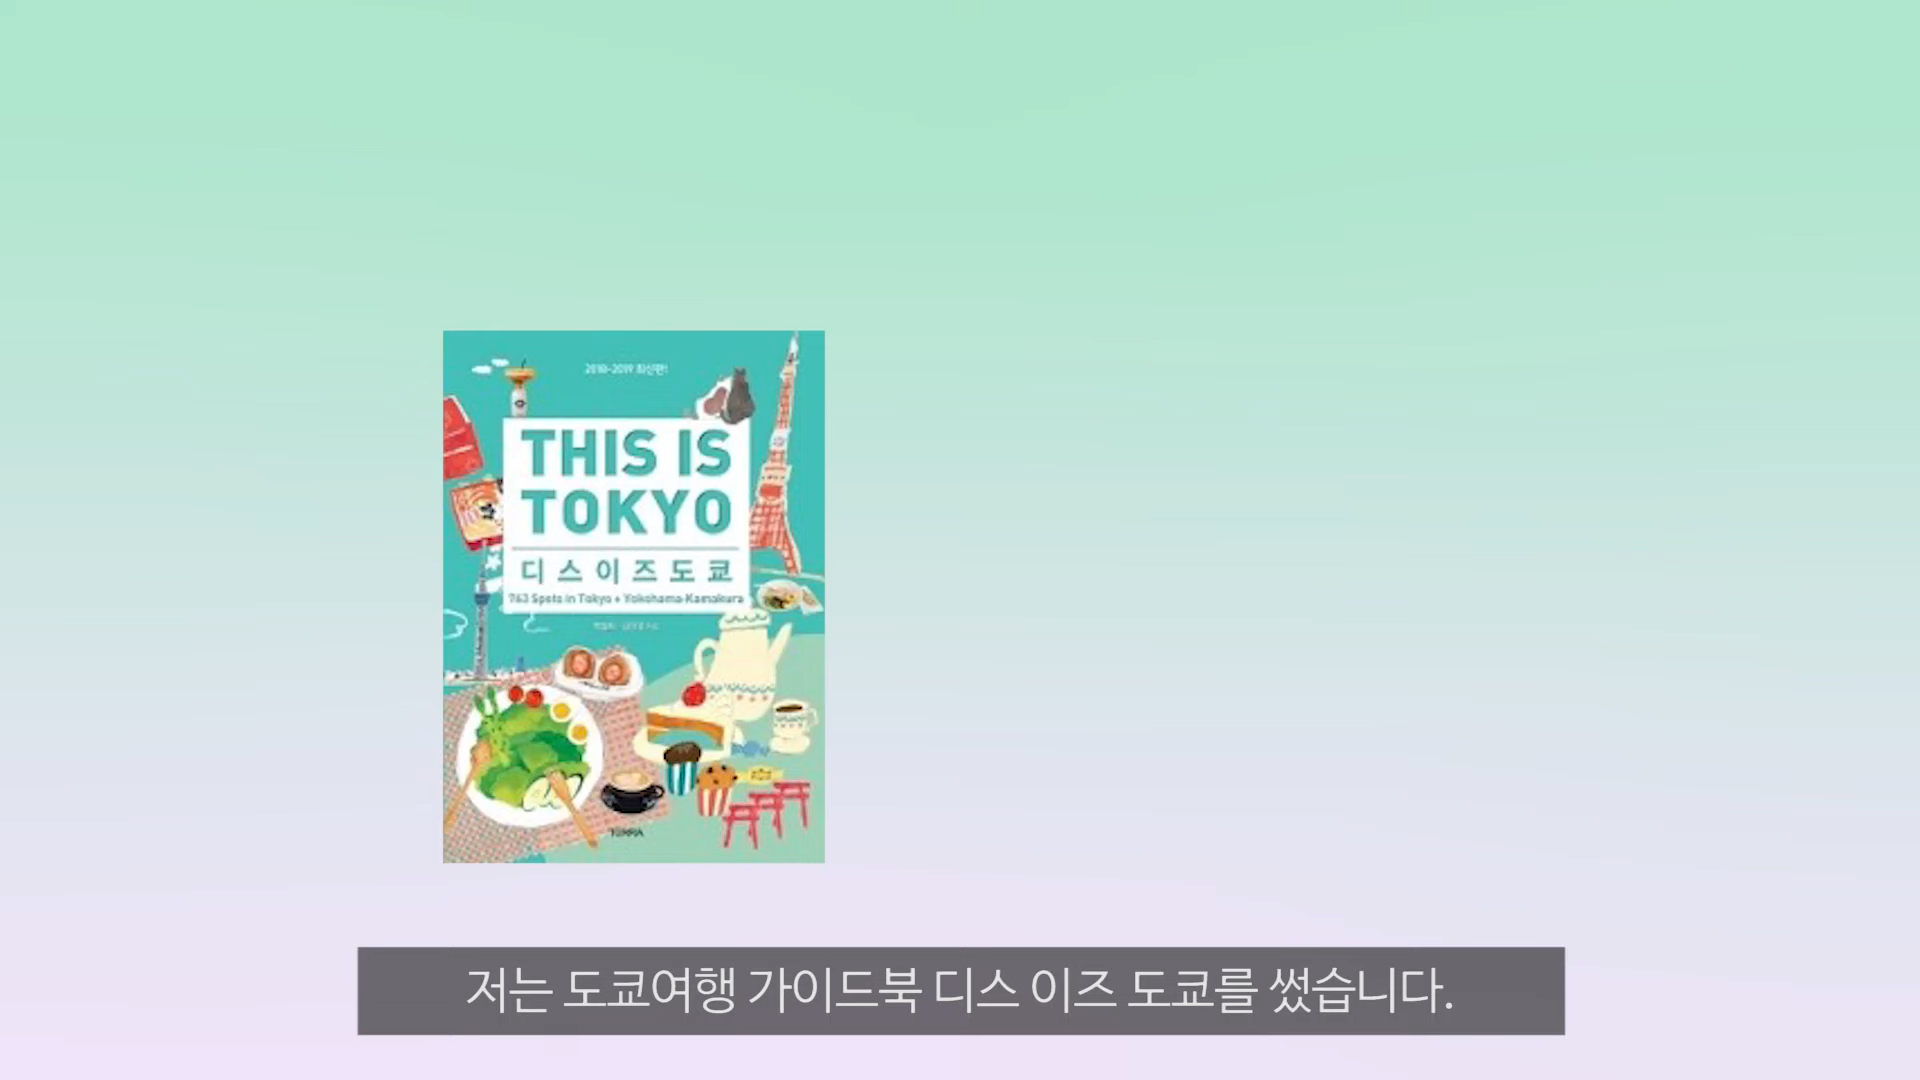 2018-2019 최신판!
THIS IS
TOKYO
디스이즈도쿄
763 Spots in Tokyo + Yokohama·Kamakura
TERRA
저는 도쿄여행 가이드북 디스 이즈 도쿄를 썼습니다.